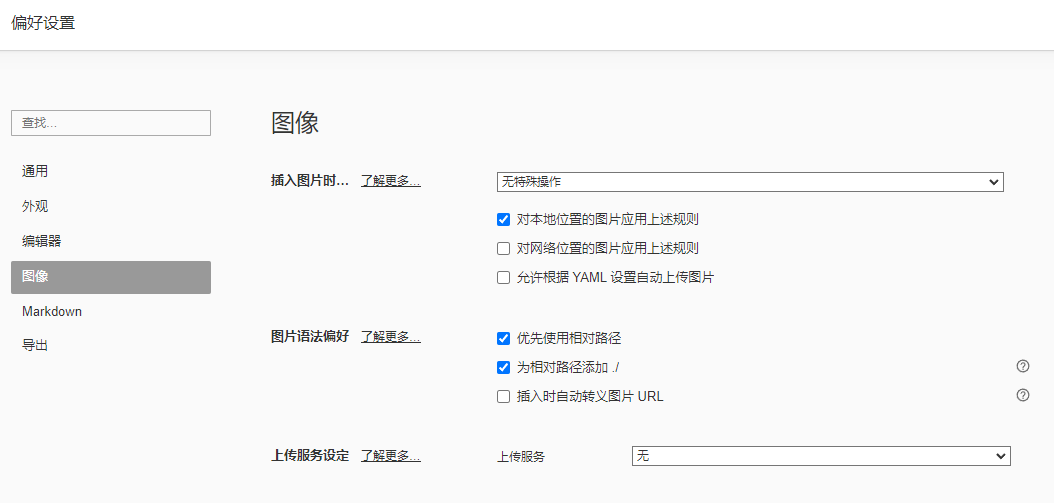 偏好设置
查找...
通用
外观
编辑器
图像
Markdown
导出
图像
插入图片时... 了解更多... 无特殊操作
对本地位置的图片应用上述规则
对网络位置的图片应用上述规则
允许根据 YAML 设置自动上传图片
图片语法偏好 了解更多... 优先使用相对路径
为相对路径添加 ./
插入时自动转义图片 URL
上传服务设定 了解更多... 上传服务 无